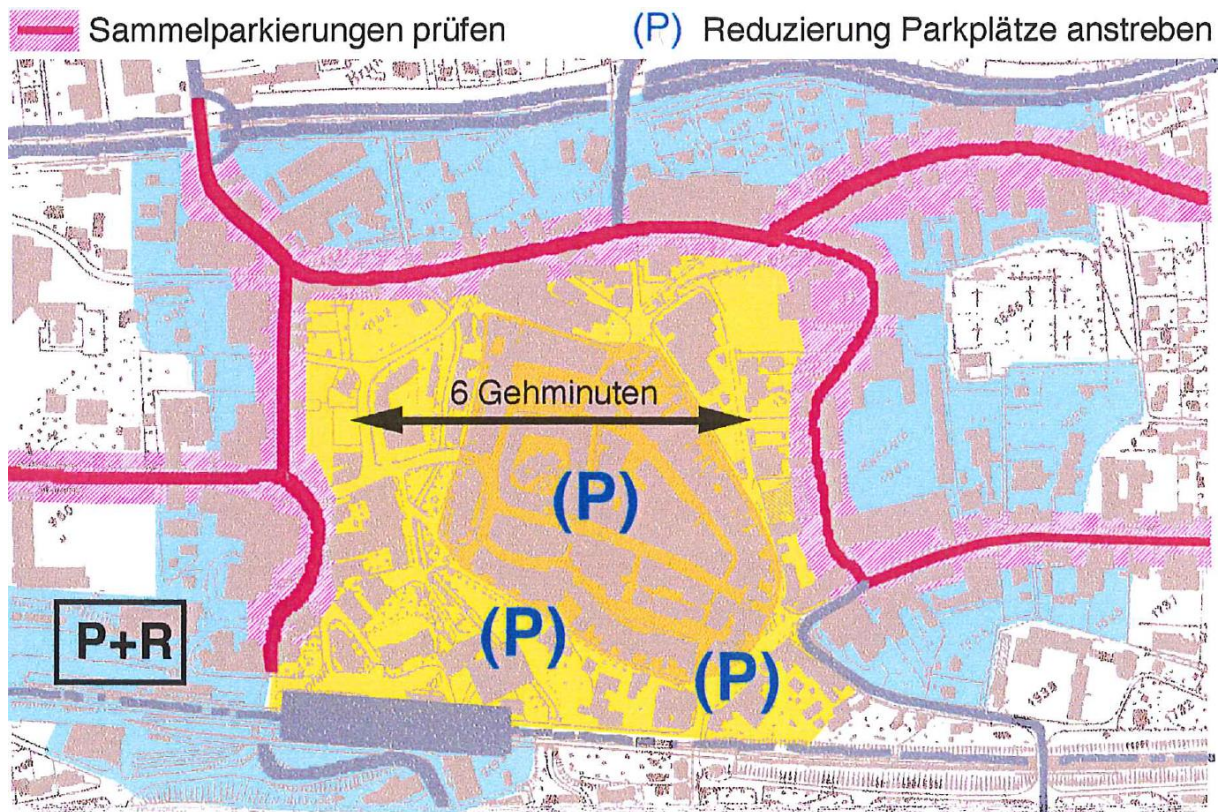 Sammelparkierungen prüfen
(P) Reduzierung Parkplätze anstreben
6 Gehminuten
(P)
P+R
(P)
(P)